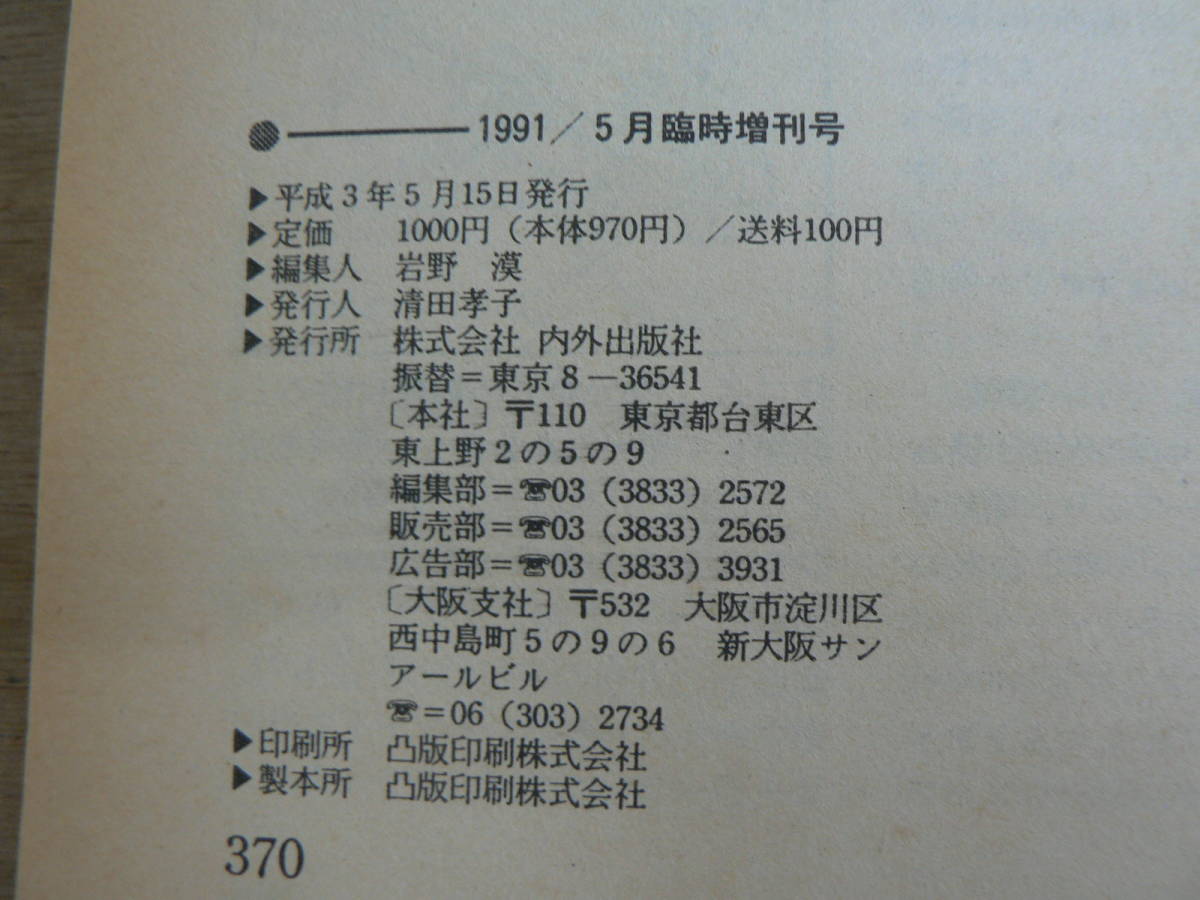 ●――― 1991／5月臨時増刊号
▶平成3年5月15日発行
▶定価　1000円（本体970円）／送料100円
▶編集人　岩野　漠
▶発行人　清田孝子
▶発行所　株式会社 内外出版社
振替＝東京8―36541
〔本社〕〒110　東京都台東区
東上野2の5の9
編集部＝☎03（3833）2572
販売部＝☎03（3833）2565
広告部＝☎03（3833）3931
〔大阪支社〕〒532　大阪市淀川区
西中島町5の9の6　新大阪サン
アールビル
☎＝06（303）2734
▶印刷所　凸版印刷株式会社
▶製本所　凸版印刷株式会社
370